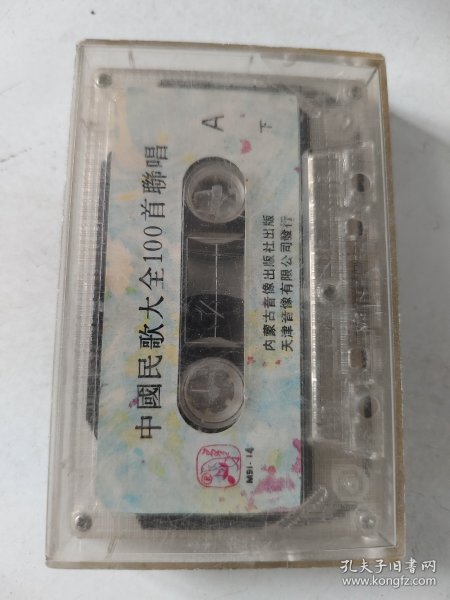 中國民歌大全100首聯唱
A
下
内蒙古音像出版社出版
天津音像有限公司發行
M91-14
孔夫子旧书网
www.kongfz.com